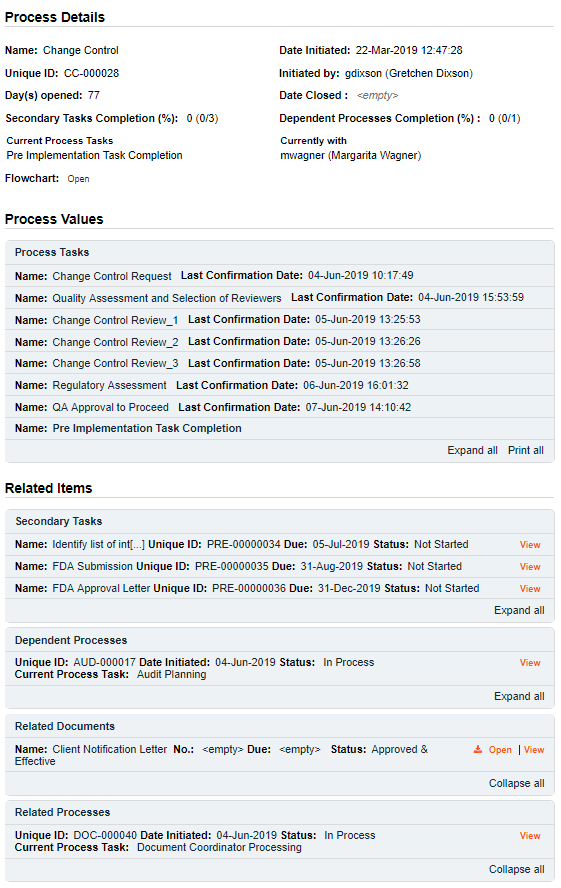 Process Details
Name: Change Control Date Initiated: 22-Mar-2019 12:47:28
Unique ID: CC-000028 Initiated by: gdixson (Gretchen Dixson)
Day(s) opened: 77 Date Closed : <empty>
Secondary Tasks Completion (%): 0 (0/3) Dependent Processes Completion (%) : 0 (0/1)
Current Process Tasks Currently with
Pre Implementation Task Completion mwagner (Margarita Wagner)
Flowchart: Open
Process Values
Process Tasks
Name: Change Control Request Last Confirmation Date: 04-Jun-2019 10:17:49
Name: Quality Assessment and Selection of Reviewers Last Confirmation Date: 04-Jun-2019 15:53:59
Name: Change Control Review_1 Last Confirmation Date: 05-Jun-2019 13:25:53
Name: Change Control Review_2 Last Confirmation Date: 05-Jun-2019 13:26:26
Name: Change Control Review_3 Last Confirmation Date: 05-Jun-2019 13:26:58
Name: Regulatory Assessment Last Confirmation Date: 06-Jun-2019 16:01:32
Name: QA Approval to Proceed Last Confirmation Date: 07-Jun-2019 14:10:42
Name: Pre Implementation Task Completion
Expand all Print all
Related Items
Secondary Tasks
Name: Identify list of int[...] Unique ID: PRE-00000034 Due: 05-Jul-2019 Status: Not Started View
Name: FDA Submission Unique ID: PRE-00000035 Due: 31-Aug-2019 Status: Not Started View
Name: FDA Approval Letter Unique ID: PRE-00000036 Due: 31-Dec-2019 Status: Not Started View
Expand all
Dependent Processes
Unique ID: AUD-000017 Date Initiated: 04-Jun-2019 Status: In Process View
Current Process Task: Audit Planning
Expand all
Related Documents
Name: Client Notification Letter No.: <empty> Due: <empty> Status: Approved & Open | View
Effective
Collapse all
Related Processes
Unique ID: DOC-000040 Date Initiated: 04-Jun-2019 Status: In Process View
Current Process Task: Document Coordinator Processing
Collapse all